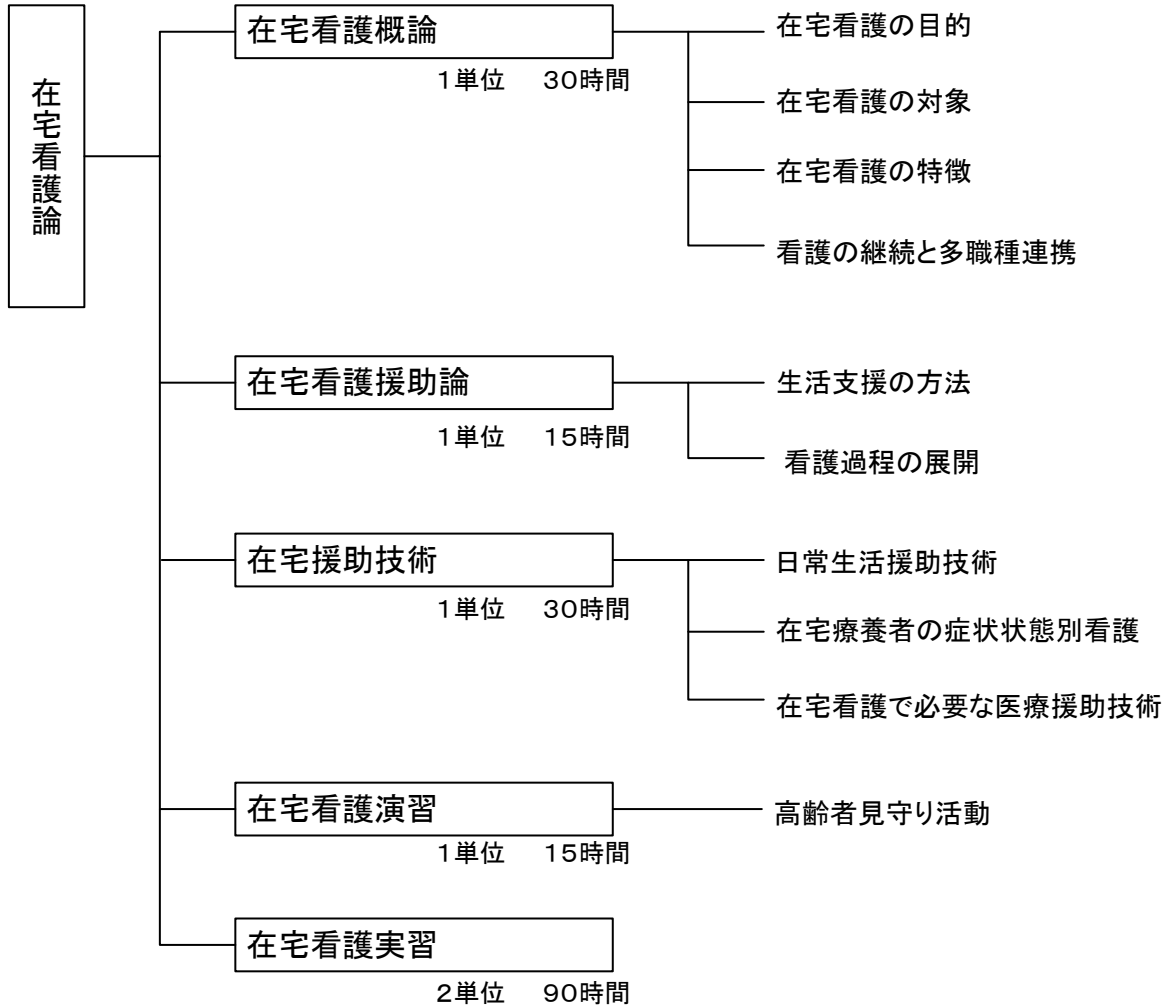 在宅看護論
在宅看護概論
1単位 30時間
在宅看護の目的
在宅看護の対象
在宅看護の特徴
看護の継続と多職種連携
在宅看護援助論
1単位 15時間
生活支援の方法
看護過程の展開
在宅援助技術
1単位 30時間
日常生活援助技術
在宅療養者の症状状態別看護
在宅看護で必要な医療援助技術
在宅看護演習
1単位 15時間
高齢者見守り活動
在宅看護実習
2単位 90時間